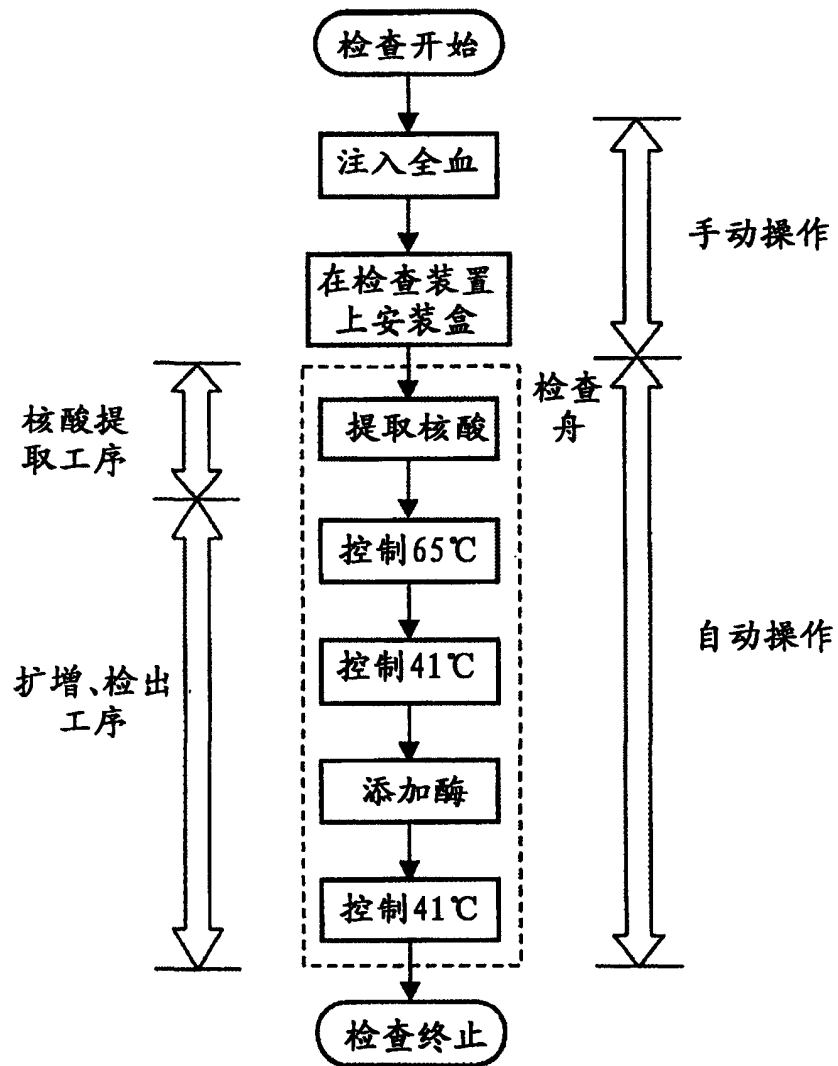 检查开始
注入全血
手动操作
在检查装置
上安装盒
检查
舟
核酸提
取工序
提取核酸
控制65℃
自动操作
控制41℃
扩增、检出
工序
添加酶
控制41℃
检查终止